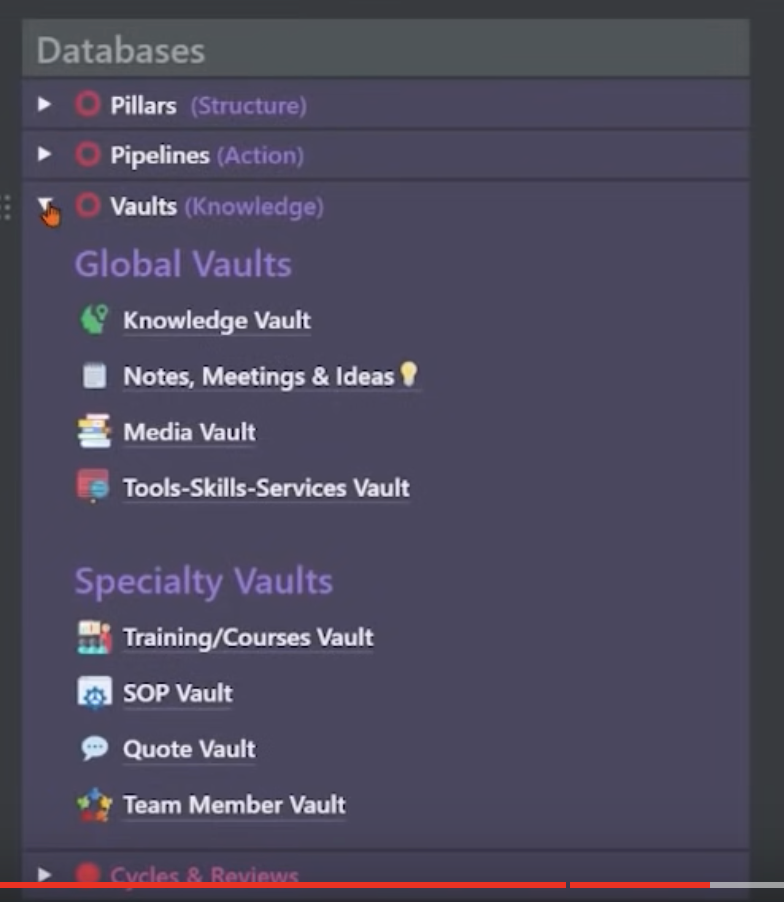 Databases
Pillars (Structure)
Pipelines (Action)
Vaults (Knowledge)
Global Vaults
Knowledge Vault
Notes, Meetings & Ideas
Media Vault
Tools-Skills-Services Vault
Specialty Vaults
Training/Courses Vault
SOP Vault
Quote Vault
Team Member Vault
Cycles & Reviews